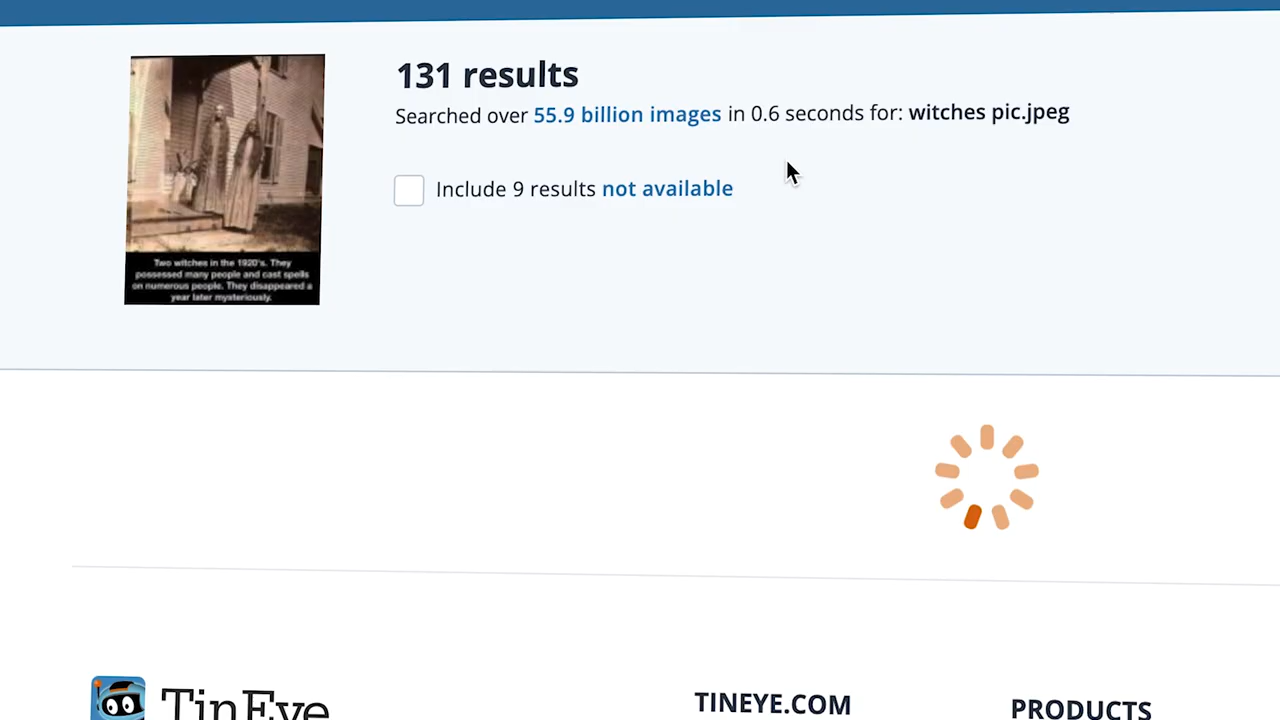 131 results
Searched over 55.9 billion images in 0.6 seconds for: witches pic.jpeg
Include 9 results not available
Two witches in the 1920's. They
possessed many people and cast spells
on numerous people. They disappeared a
year later mysteriously.
TinEye
TINEYE.COM
PRODUCTS